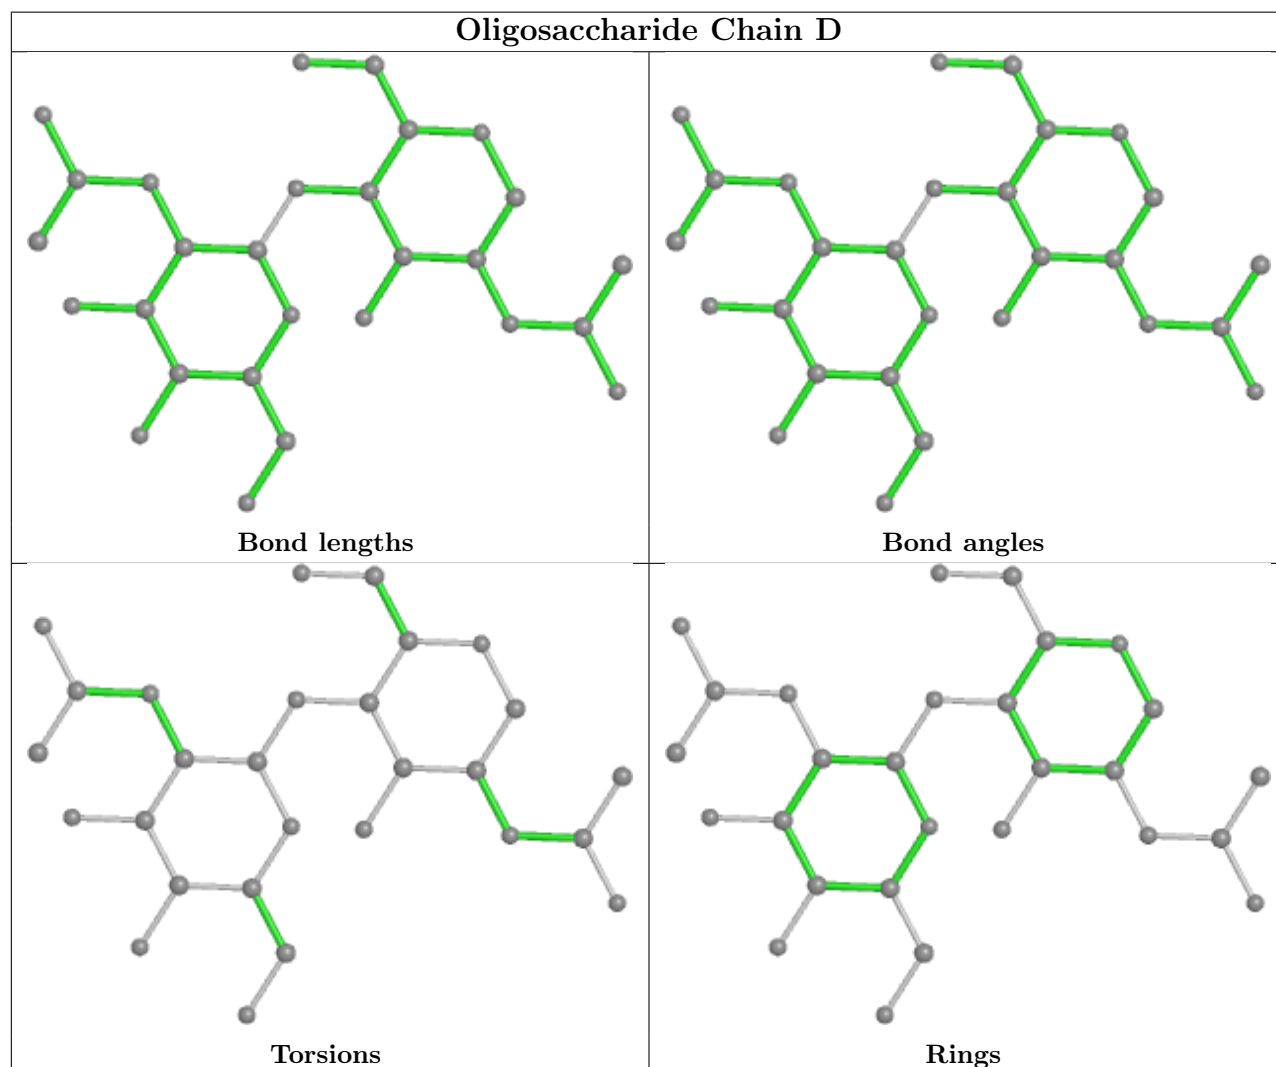 Oligosaccharide Chain D
Bond lengths
Bond angles
Torsions
Rings